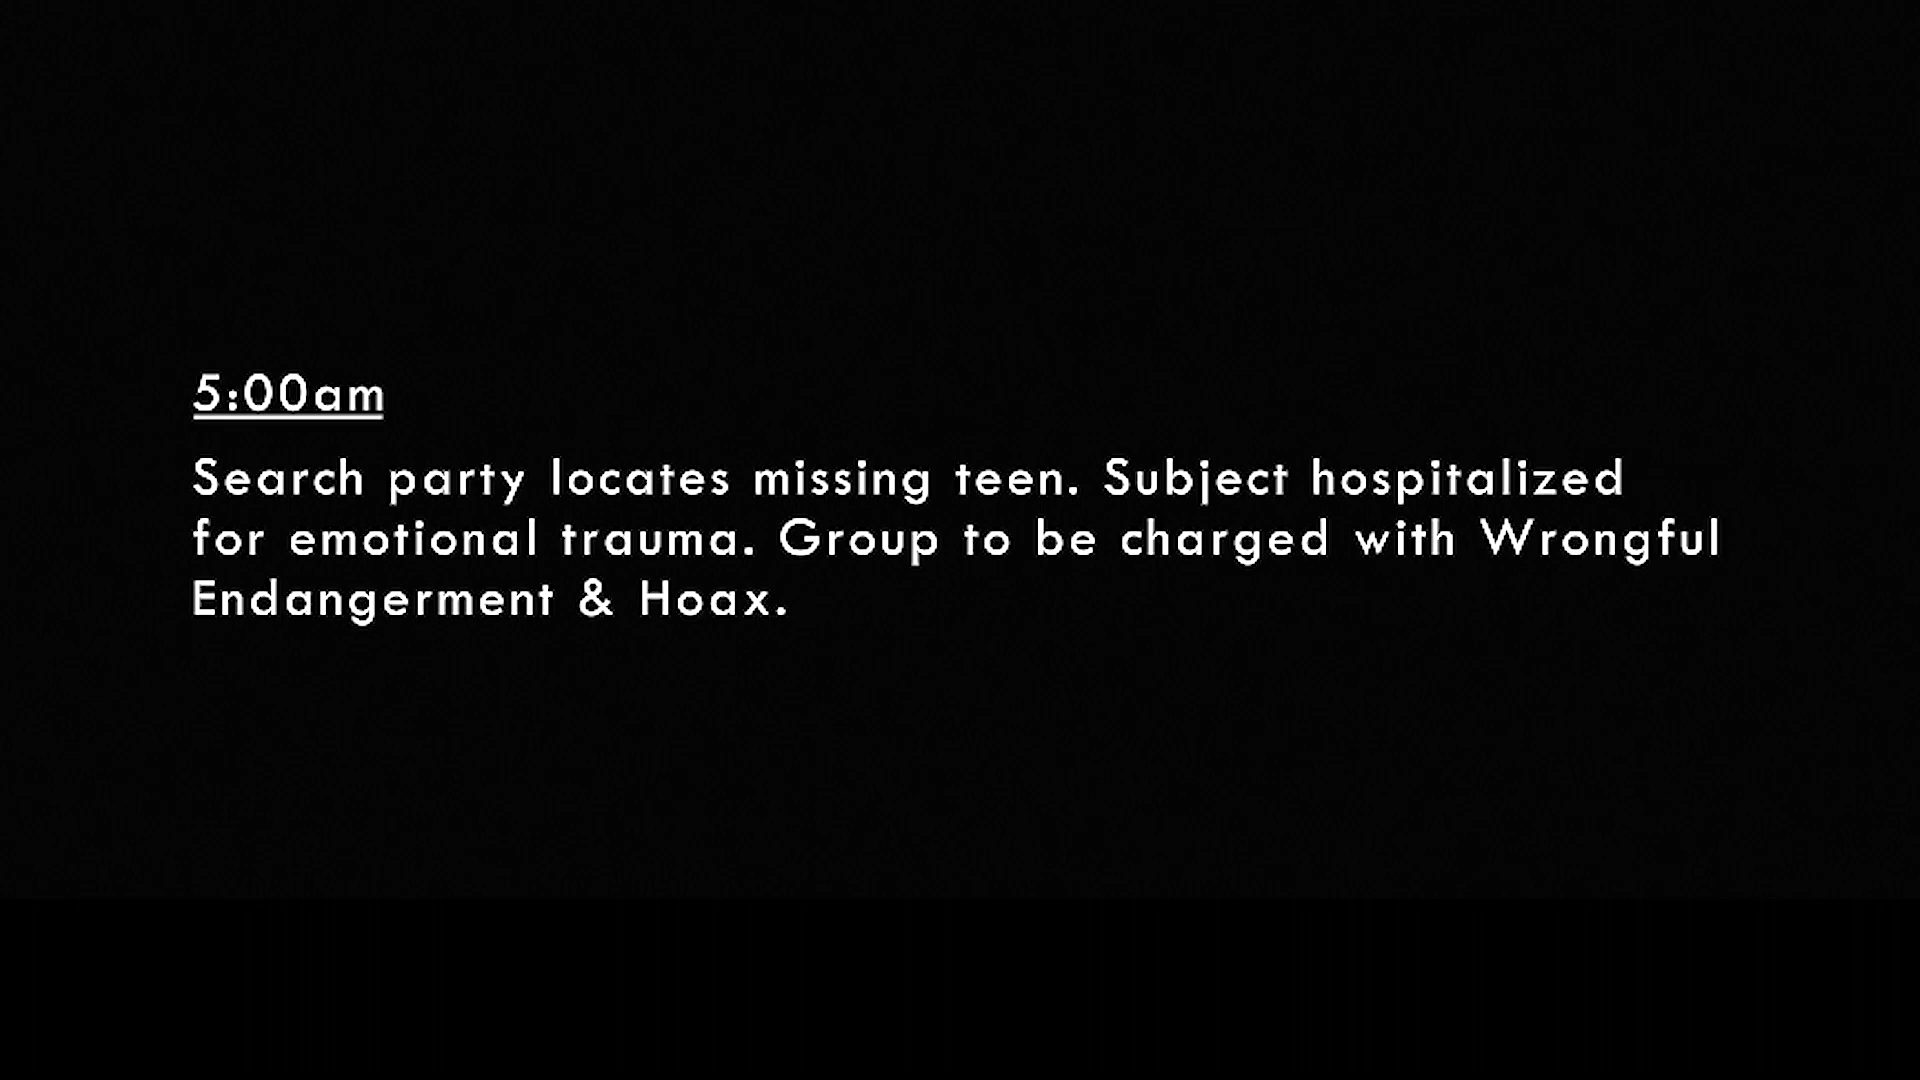 5:00am
Search party locates missing teen. Subject hospitalized
for emotional trauma. Group to be charged with Wrongful
Endangerment & Hoax.